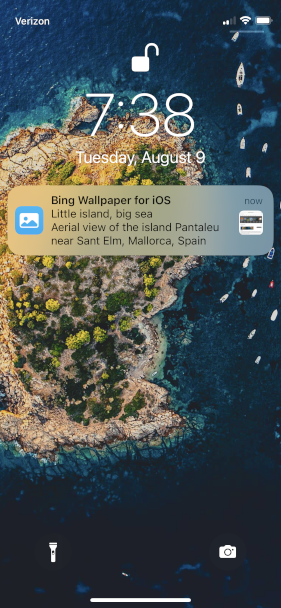 Verizon
7:38
Tuesday, August 9
Bing Wallpaper for iOS
now
Little island, big sea
Aerial view of the island Pantaleu
near Sant Elm, Mallorca, Spain